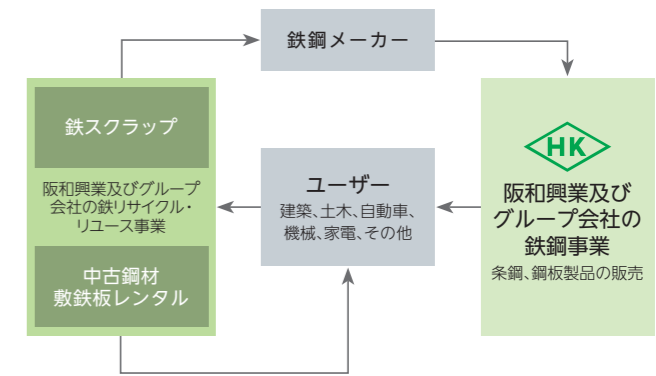 鉄鋼メーカー
鉄スクラップ
阪和興業及びグループ
会社の鉄リサイクル・
リユース事業
中古鋼材
敷鉄板レンタル
ユーザー
建築、土木、自動車、
機械、家電、その他
HK
阪和興業及び
グループ会社の
鉄鋼事業
条鋼、鋼板製品の販売